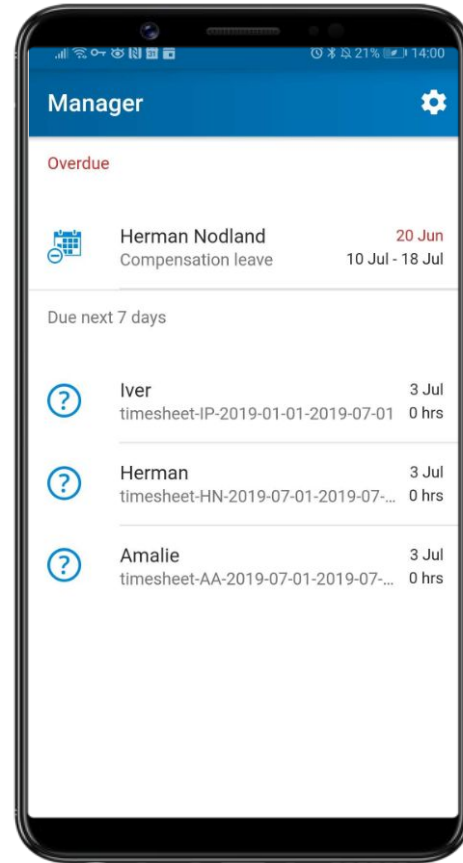 21% 14:00
Manager
Overdue
Herman Nodland 20 Jun
Compensation leave 10 Jul - 18 Jul
Due next 7 days
Iver 3 Jul
timesheet-IP-2019-01-01-2019-07-01 0 hrs
Herman 3 Jul
timesheet-HN-2019-07-01-2019-07-... 0 hrs
Amalie 3 Jul
timesheet-AA-2019-07-01-2019-07-... 0 hrs